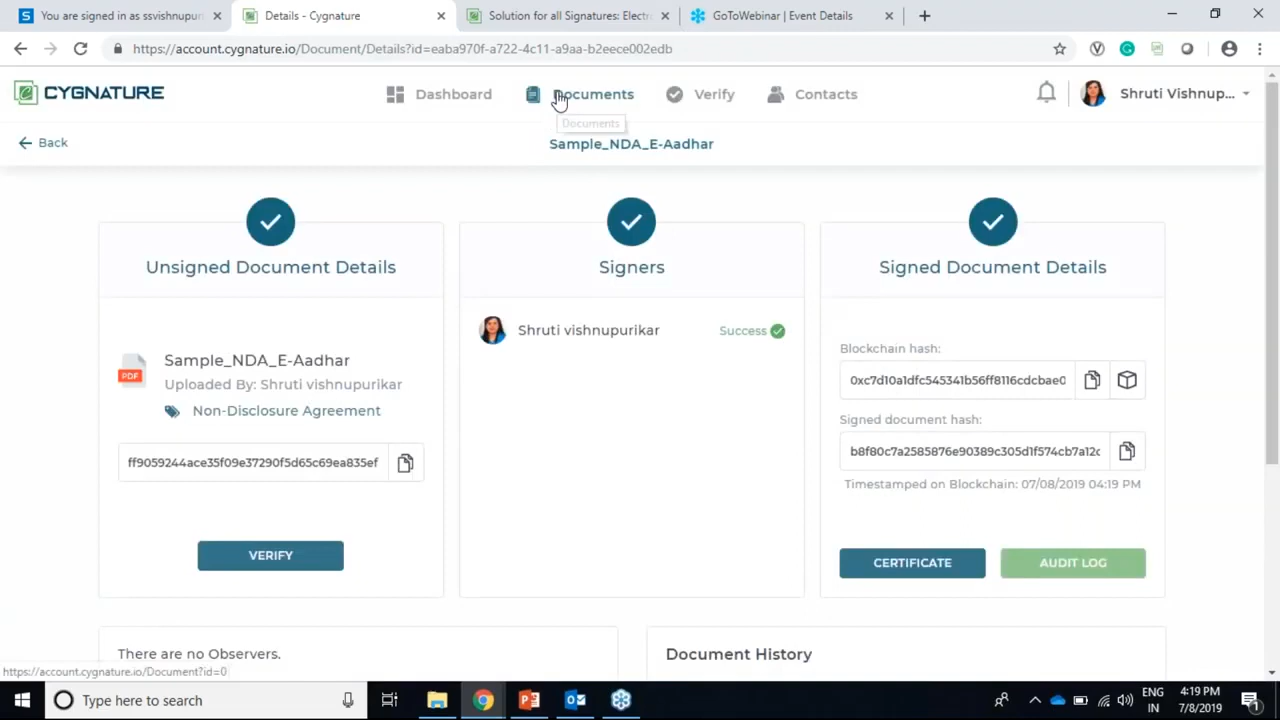 You are signed in as ssvishnupur
Details - Cygnature
Solution for all Signatures: Electr
GoToWebinar | Event Details
https://account.cygnature.io/Document/Details?id=eaba970f-a722-4c11-a9aa-b2eece002edb
CYGNATURE
Dashboard
Documents
Verify
Contacts
Shruti Vishnup...
Documents
Back
Sample_NDA_E-Aadhar
Unsigned Document Details
Signers
Signed Document Details
Sample_NDA_E-Aadhar
Uploaded By: Shruti vishnupurikar
Non-Disclosure Agreement
PDF
ff9059244ace35f09e37290f5d65c69ea835ef
VERIFY
Shruti vishnupurikar
Success
Blockchain hash:
0xc7d10a1dfc545341b56ff8116cdcbae0
Signed document hash:
b8f80c7a2585876e90389c305d1f574cb7a12c
Timestamped on Blockchain: 07/08/2019 04:19 PM
CERTIFICATE
AUDIT LOG
There are no Observers.
Document History
https://account.cygnature.io/Document?id=0
Type here to search
ENG
IN
4:19 PM
7/8/2019
1